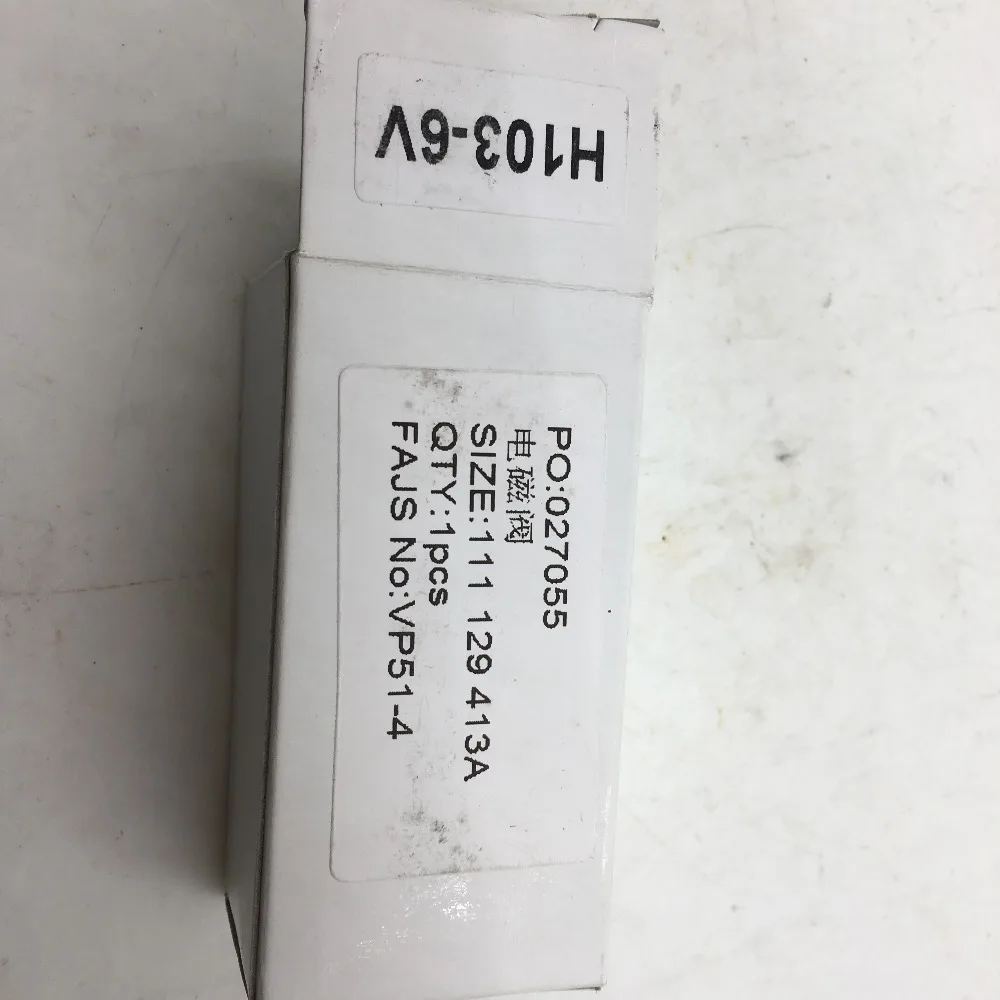 H103-6V
PO:027055
电磁阀
SIZE:111 129 413A
QTY:1pcs
FAJS No:VP51-4